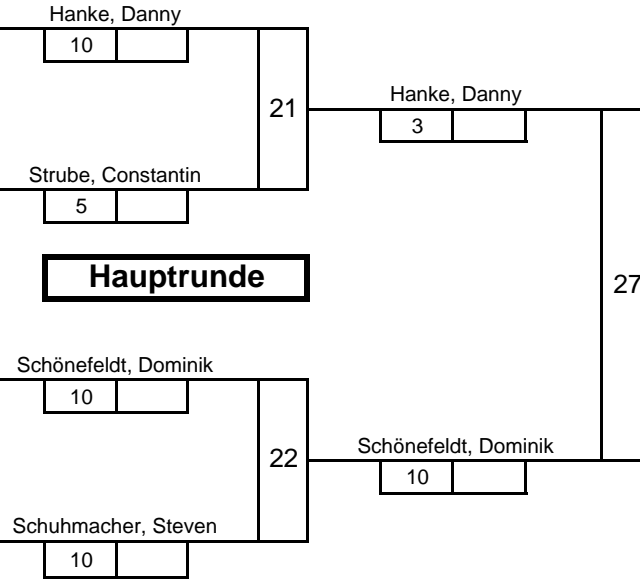 Hanke, Danny
10
21
Hanke, Danny
3
Strube, Constantin
5
Hauptrunde
27
Schönefeldt, Dominik
10
22
Schönefeldt, Dominik
10
Schuhmacher, Steven
10